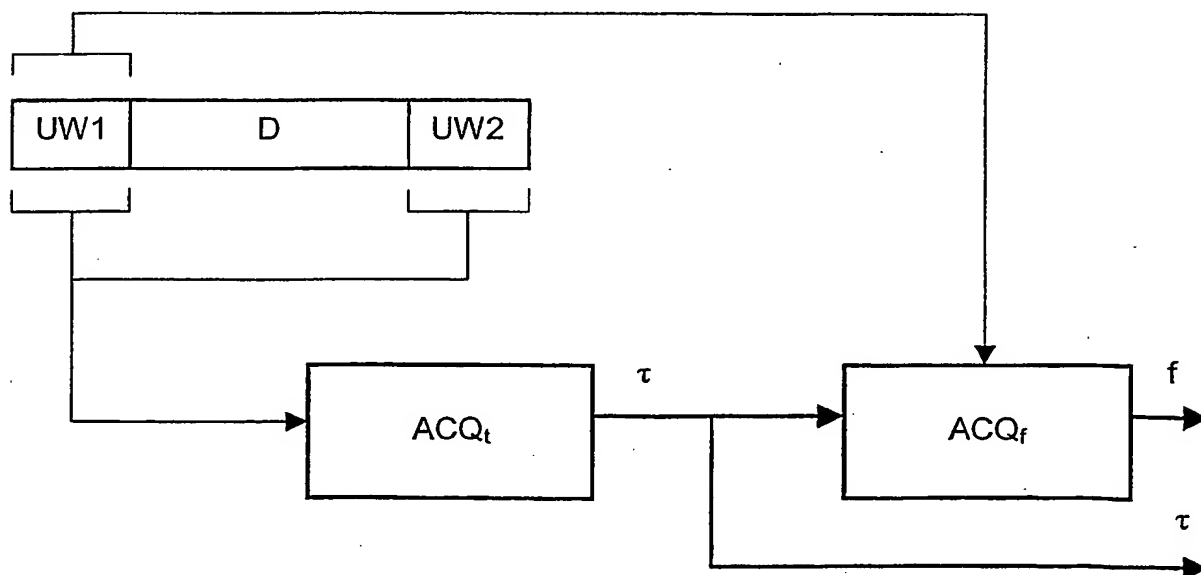 UW1 D UW2
τ
f
ACQt
ACQf
τ